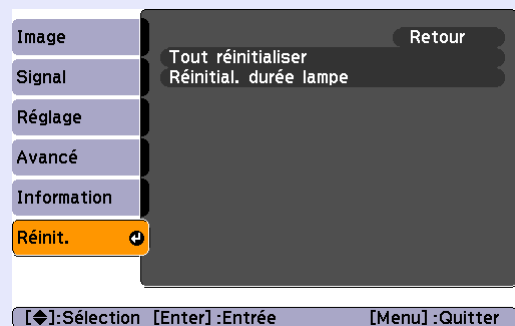 Image
Signal
Réglage
Avancé
Information
Réinit.
Retour
Tout réinitialiser
Réinitial. durée lampe
[◆]:Sélection [Enter] :Entrée [Menu] :Quitter